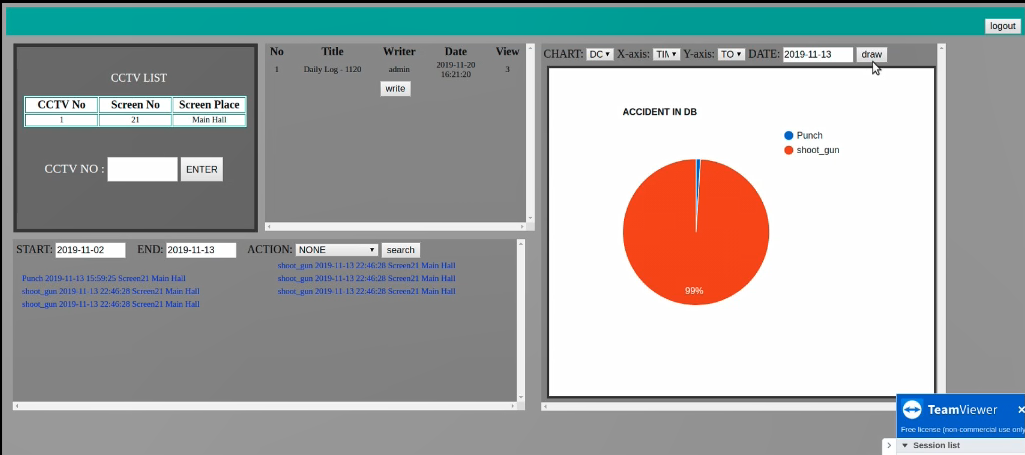 logout
CCTV LIST
CCTV No Screen No Screen Place
1 21 Main Hall
CCTV NO : ENTER
No Title Writer Date View
1 Daily Log - 1120 admin 2019-11-20 16:21:20 3
write
CHART: DC X-axis: TIM Y-axis: TO DATE: 2019-11-13 draw
ACCIDENT IN DB
Punch
shoot_gun
99%
START: 2019-11-02 END: 2019-11-13 ACTION: NONE search
Punch 2019-11-13 15:59:25 Screen21 Main Hall
shoot_gun 2019-11-13 22:46:28 Screen21 Main Hall
shoot_gun 2019-11-13 22:46:28 Screen21 Main Hall
shoot_gun 2019-11-13 22:46:28 Screen21 Main Hall
shoot_gun 2019-11-13 22:46:28 Screen21 Main Hall
shoot_gun 2019-11-13 22:46:28 Screen21 Main Hall
TeamViewer
Free license (non-commercial use only
Session list